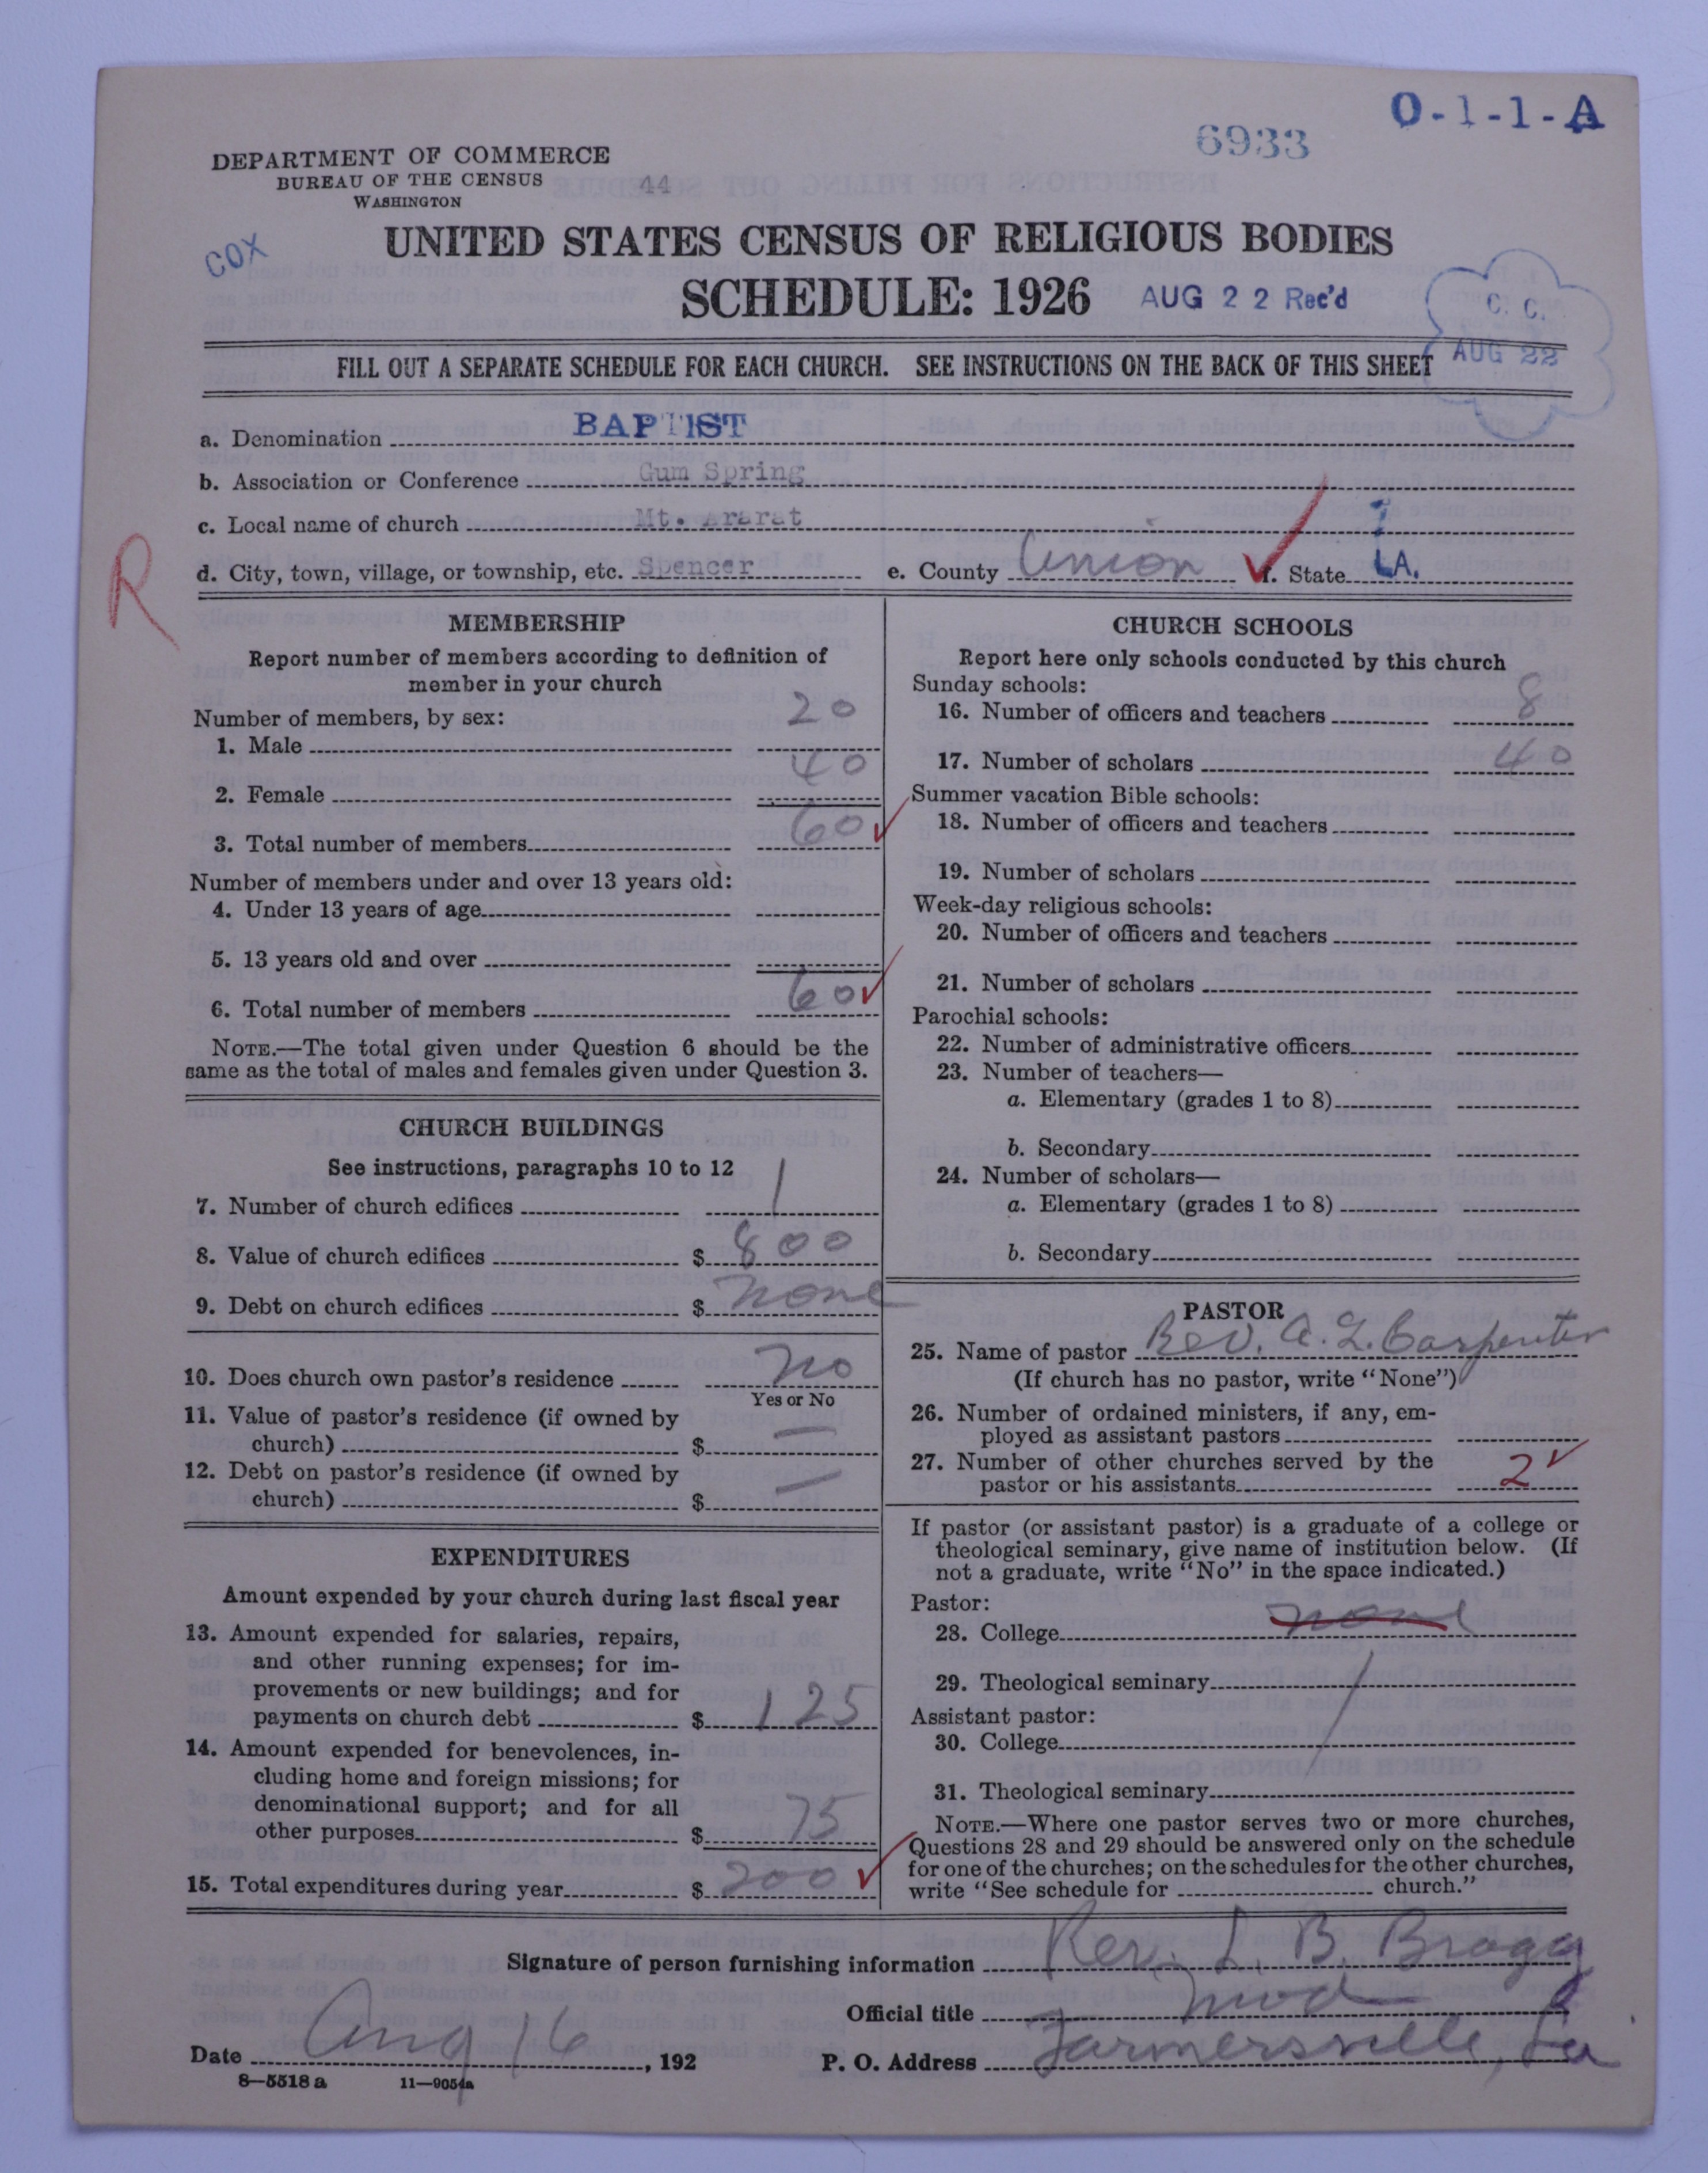 O-1-1-A
6933
DEPARTMENT OF COMMERCE
BUREAU OF THE CENSUS
44
WASHINGTON
COX
UNITED STATES CENSUS OF RELIGIOUS BODIES
SCHEDULE: 1926 AUG 22 Rec'd
C. C.
AUG 22
FILL OUT A SEPARATE SCHEDULE FOR EACH CHURCH. SEE INSTRUCTIONS ON THE BACK OF THIS SHEET
a. Denomination BAPTIST
b. Association or Conference Gum Spring
c. Local name of church Mt. Ararat
R
d. City, town, village, or township, etc. Spencer e. County Union f. State LA.
MEMBERSHIP
Report number of members according to definition of
member in your church
Number of members, by sex:
1. Male 20
2. Female 40
3. Total number of members 60
Number of members under and over 13 years old:
4. Under 13 years of age
5. 13 years old and over
6. Total number of members 60
NOTE.—The total given under Question 6 should be the
same as the total of males and females given under Question 3.
CHURCH BUILDINGS
See instructions, paragraphs 10 to 12
7. Number of church edifices 1
8. Value of church edifices $ 800
9. Debt on church edifices $ none
10. Does church own pastor's residence no
Yes or No
11. Value of pastor's residence (if owned by
church) $ —
12. Debt on pastor's residence (if owned by
church) $ —
EXPENDITURES
Amount expended by your church during last fiscal year
13. Amount expended for salaries, repairs,
and other running expenses; for im-
provements or new buildings; and for
payments on church debt $ 125
14. Amount expended for benevolences, in-
cluding home and foreign missions; for
denominational support; and for all
other purposes $ 75
15. Total expenditures during year $ 200
CHURCH SCHOOLS
Report here only schools conducted by this church
Sunday schools:
16. Number of officers and teachers 8
17. Number of scholars 40
Summer vacation Bible schools:
18. Number of officers and teachers
19. Number of scholars
Week-day religious schools:
20. Number of officers and teachers
21. Number of scholars
Parochial schools:
22. Number of administrative officers
23. Number of teachers—
a. Elementary (grades 1 to 8)
b. Secondary
24. Number of scholars—
a. Elementary (grades 1 to 8)
b. Secondary
PASTOR
25. Name of pastor Rev. A. L. Carpenter
(If church has no pastor, write "None")
26. Number of ordained ministers, if any, em-
ployed as assistant pastors
27. Number of other churches served by the
pastor or his assistants 2
If pastor (or assistant pastor) is a graduate of a college or
theological seminary, give name of institution below. (If
not a graduate, write "No" in the space indicated.)
Pastor:
28. College none
29. Theological seminary
Assistant pastor:
30. College
31. Theological seminary
NOTE.—Where one pastor serves two or more churches,
Questions 28 and 29 should be answered only on the schedule
for one of the churches; on the schedules for the other churches,
write "See schedule for church."
Signature of person furnishing information Rev. L. B. Bragg
Official title Mod
Date Aug 16, 192 P. O. Address Farmersville, La
8—5518 a 11—9054a